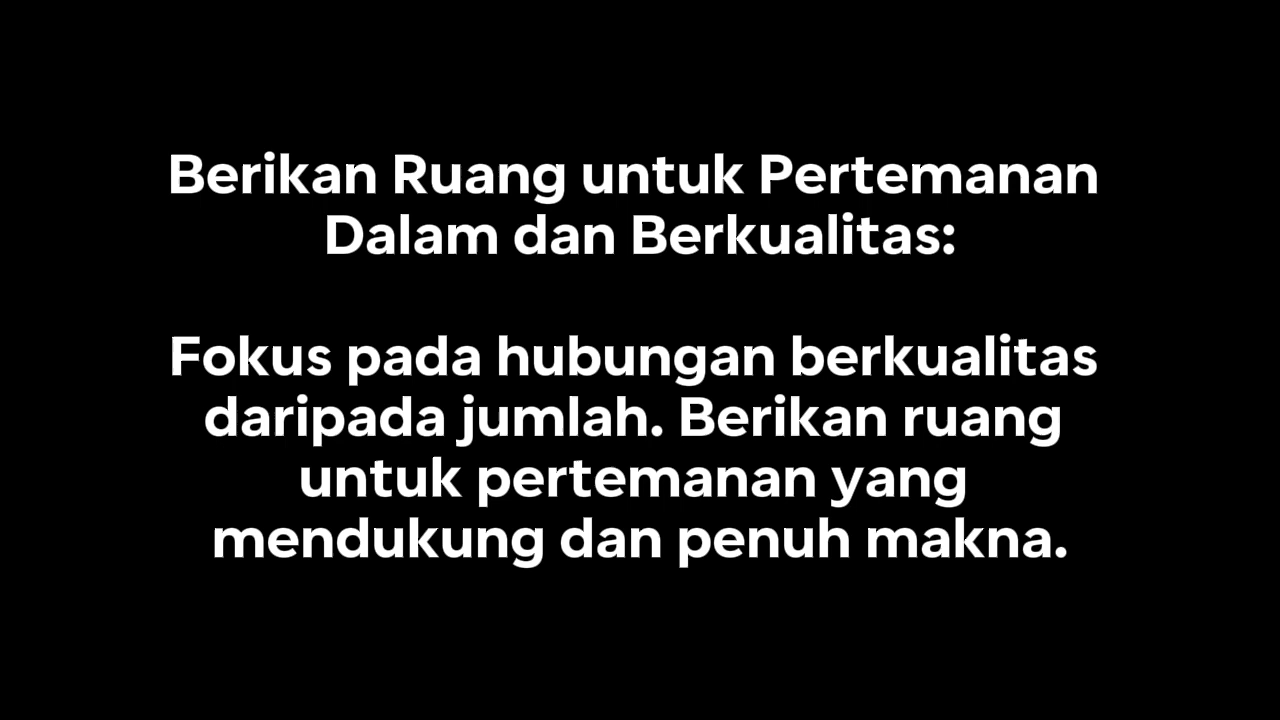 Berikan Ruang untuk Pertemanan
Dalam dan Berkualitas:
Fokus pada hubungan berkualitas
daripada jumlah. Berikan ruang
untuk pertemanan yang
mendukung dan penuh makna.